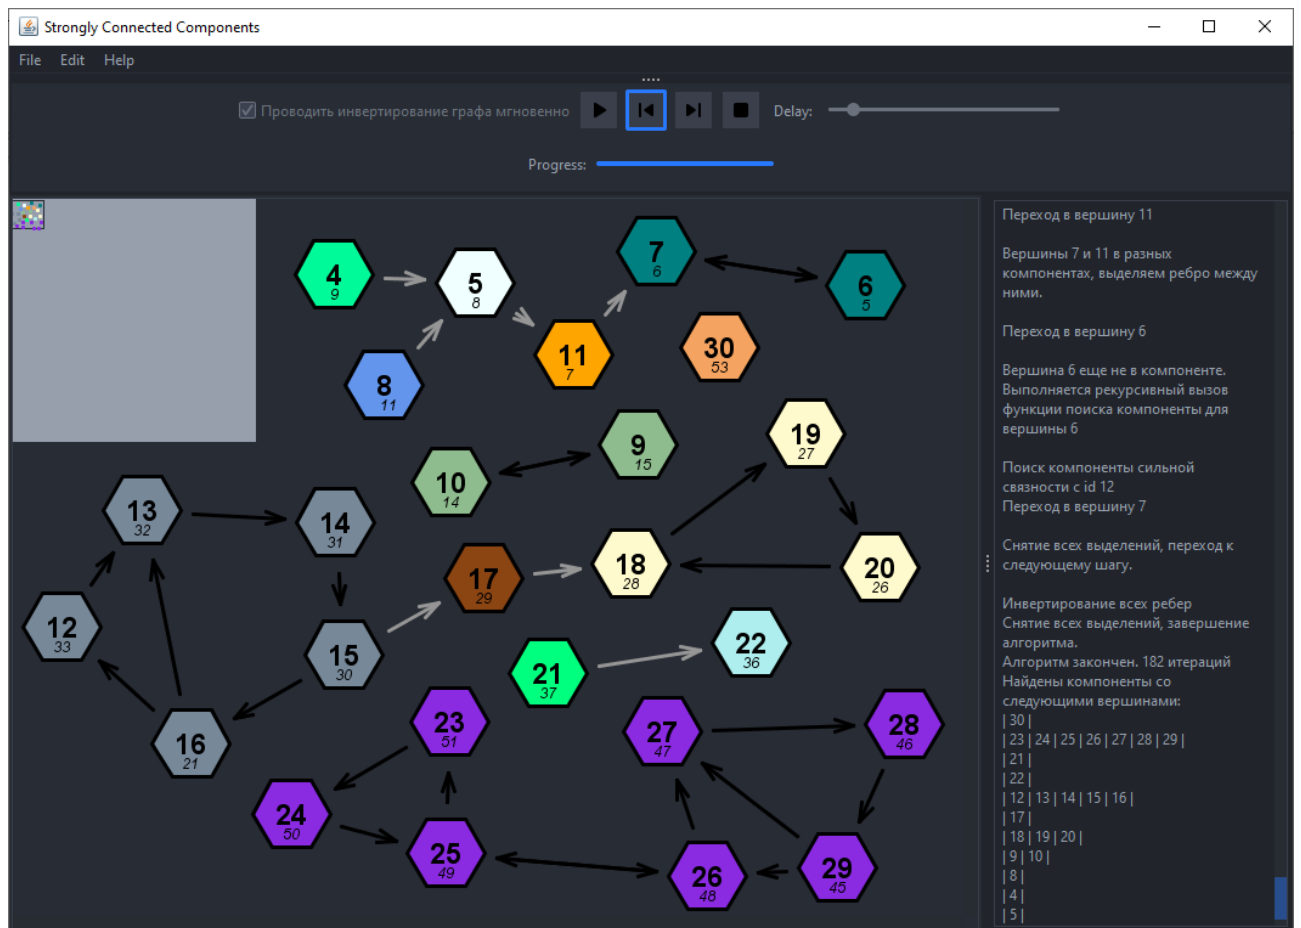 Strongly Connected Components
File Edit Help
Проводить инвертирование графа мгновенно
Delay:
Progress:
4
9
5
8
7
6
6
5
8
11
11
7
30
53
10
14
9
15
19
27
13
32
14
31
17
29
18
28
20
26
12
33
15
30
21
37
22
36
16
21
23
51
27
47
28
46
24
50
25
49
26
48
29
45
Переход в вершину 11
Вершины 7 и 11 в разных
компонентах, выделяем ребро между
ними.
Переход в вершину 6
Вершина 6 еще не в компоненте.
Выполняется рекурсивный вызов
функции поиска компоненты для
вершины 6
Поиск компоненты сильной
связности с id 12
Переход в вершину 7
Снятие всех выделений, переход к
следующему шагу.
Инвертирование всех ребер
Снятие всех выделений, завершение
алгоритма.
Алгоритм закончен. 182 итераций
Найдены компоненты со
следующими вершинами:
| 30 |
| 23 | 24 | 25 | 26 | 27 | 28 | 29 |
| 21 |
| 22 |
| 12 | 13 | 14 | 15 | 16 |
| 17 |
| 18 | 19 | 20 |
| 9 | 10 |
| 8 |
| 4 |
| 5 |